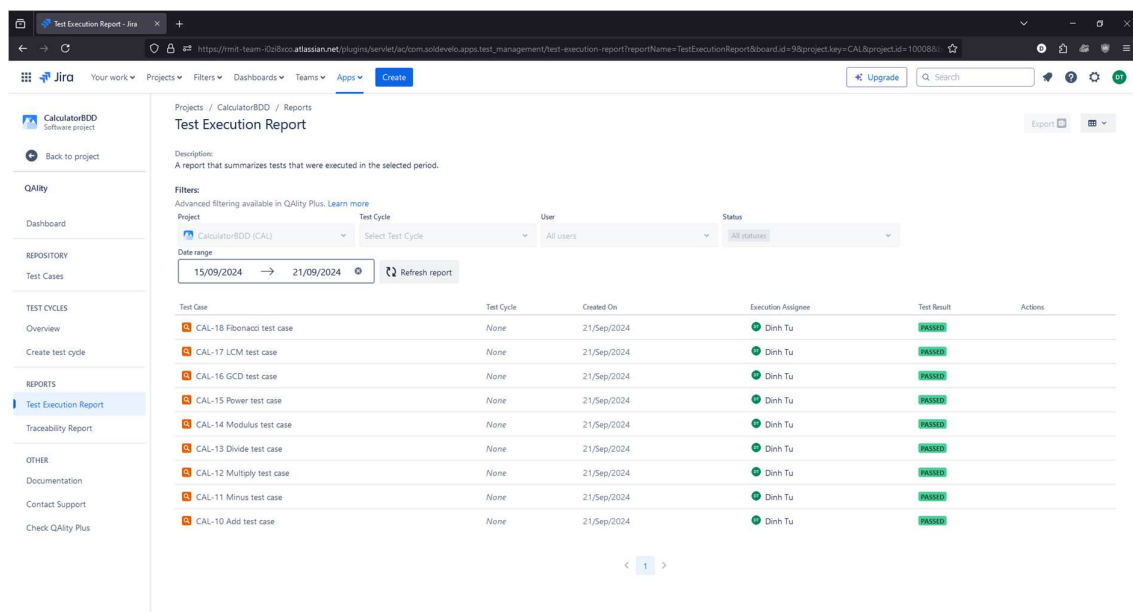 Test Execution Report - Jira
https://rmit-team-i0zi8xco.atlassian.net/plugins/servlet/ac/com.soldevelo.apps.test_management/test-execution-report?reportName=TestExecutionReport&board.id=9&project.key=CAL&project.id=10008&
Jira Your work Projects Filters Dashboards Teams Apps Create Upgrade Search DT
CalculatorBDD
Software project
Back to project
QAlity
Dashboard
REPOSITORY
Test Cases
TEST CYCLES
Overview
Create test cycle
REPORTS
Test Execution Report
Traceability Report
OTHER
Documentation
Contact Support
Check QAlity Plus
Projects / CalculatorBDD / Reports
Test Execution Report
Export
Description:
A report that summarizes tests that were executed in the selected period.
Filters:
Advanced filtering available in QAlity Plus. Learn more
Project Test Cycle User Status
CalculatorBDD (CAL) Select Test Cycle All users All statuses
Date range
15/09/2024 → 21/09/2024 Refresh report
Test Case Test Cycle Created On Execution Assignee Test Result Actions
CAL-18 Fibonacci test case None 21/Sep/2024 DT Dinh Tu PASSED
CAL-17 LCM test case None 21/Sep/2024 DT Dinh Tu PASSED
CAL-16 GCD test case None 21/Sep/2024 DT Dinh Tu PASSED
CAL-15 Power test case None 21/Sep/2024 DT Dinh Tu PASSED
CAL-14 Modulus test case None 21/Sep/2024 DT Dinh Tu PASSED
CAL-13 Divide test case None 21/Sep/2024 DT Dinh Tu PASSED
CAL-12 Multiply test case None 21/Sep/2024 DT Dinh Tu PASSED
CAL-11 Minus test case None 21/Sep/2024 DT Dinh Tu PASSED
CAL-10 Add test case None 21/Sep/2024 DT Dinh Tu PASSED
1